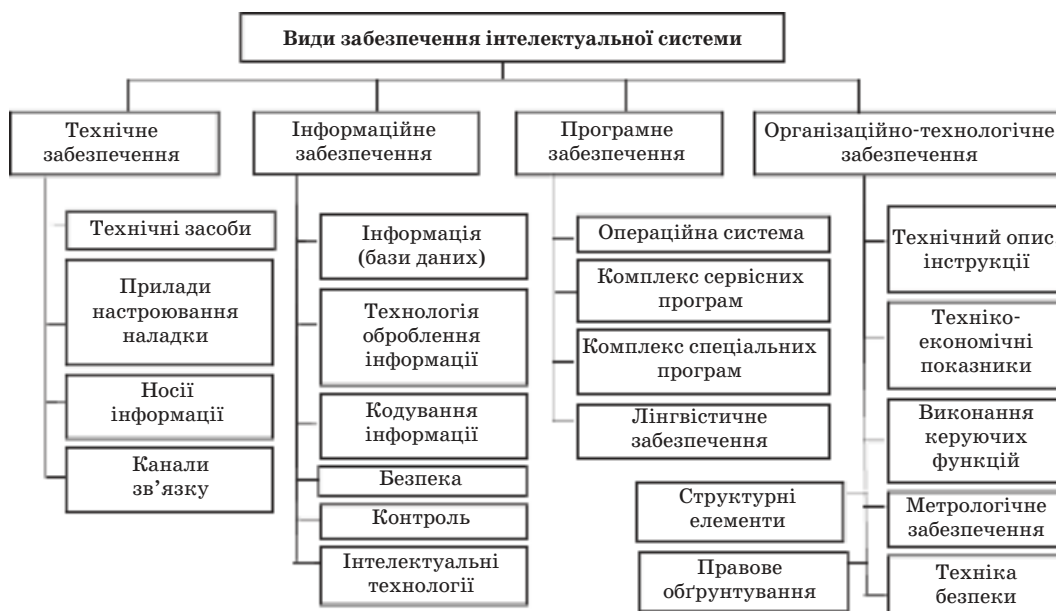 Види забезпечення інтелектуальної системи
Технічне
забезпечення
Технічні засоби
Прилади
настроювання
наладки
Носії
інформації
Канали
зв’язку
Інформаційне
забезпечення
Інформація
(бази даних)
Технологія
оброблення
інформації
Кодування
інформації
Безпека
Контроль
Інтелектуальні
технології
Програмне
забезпечення
Операційна система
Комплекс сервісних
програм
Комплекс спеціальних
програм
Лінгвістичне
забезпечення
Організаційно-технологічне
забезпечення
Технічний опис,
інструкції
Техніко-
економічні
показники
Виконання
керуючих
функцій
Структурні
елементи
Метрологічне
забезпечення
Правове
обґрунтування
Техніка
безпеки